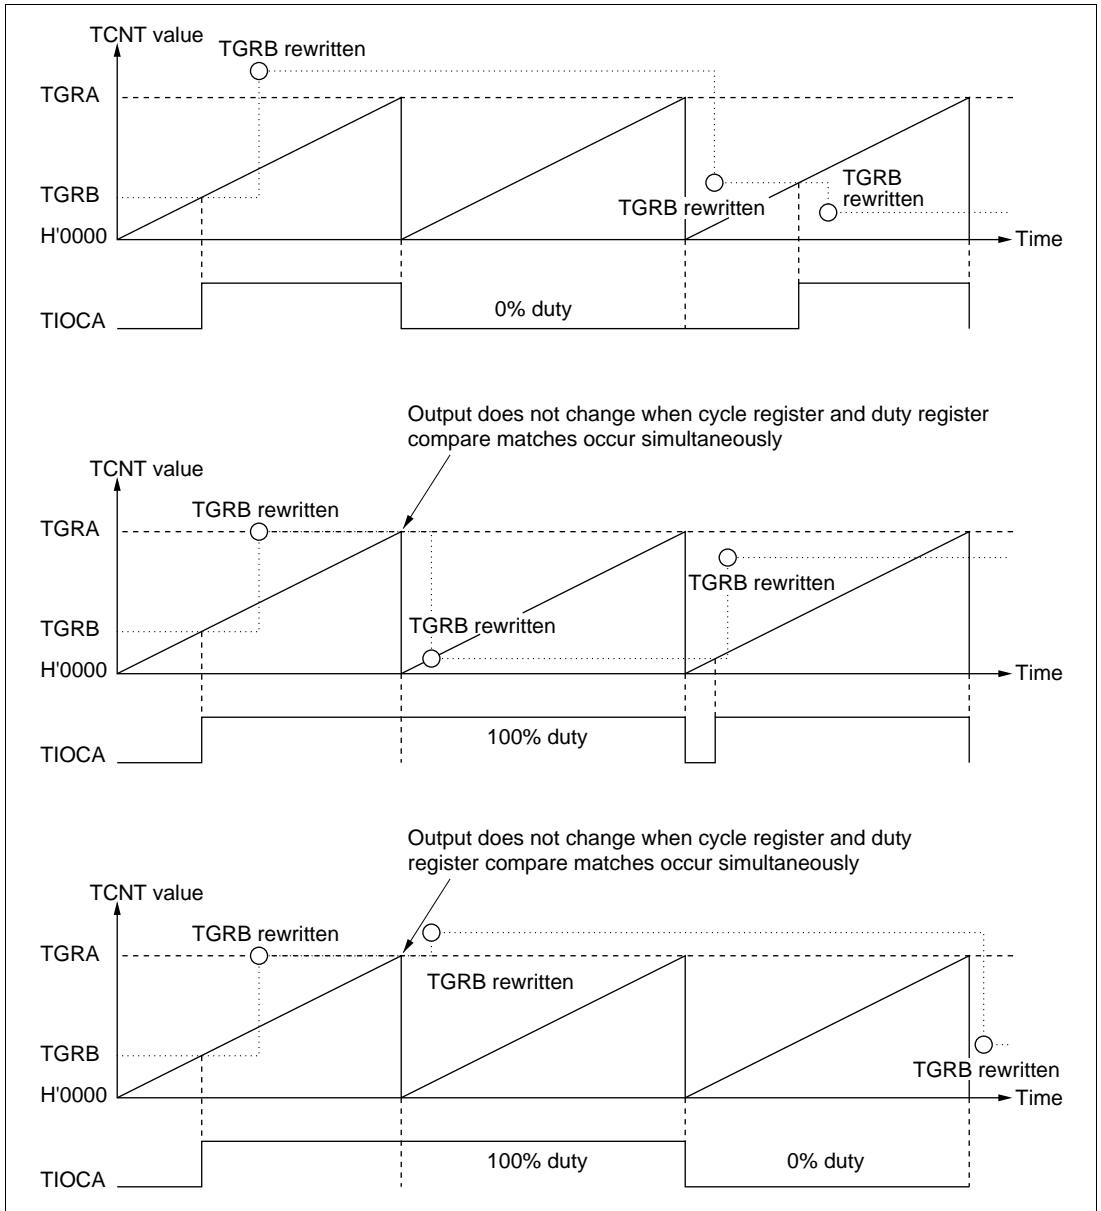 TCNT value
TGRB rewritten
TGRA
TGRB
TGRB
rewritten
TGRB rewritten
H'0000
Time
0% duty
TIOCA
Output does not change when cycle register and duty register
compare matches occur simultaneously
TCNT value
TGRB rewritten
TGRA
TGRB rewritten
TGRB
TGRB rewritten
H'0000
Time
100% duty
TIOCA
Output does not change when cycle register and duty
register compare matches occur simultaneously
TCNT value
TGRB rewritten
TGRA
TGRB rewritten
TGRB
TGRB rewritten
H'0000
Time
100% duty
0% duty
TIOCA